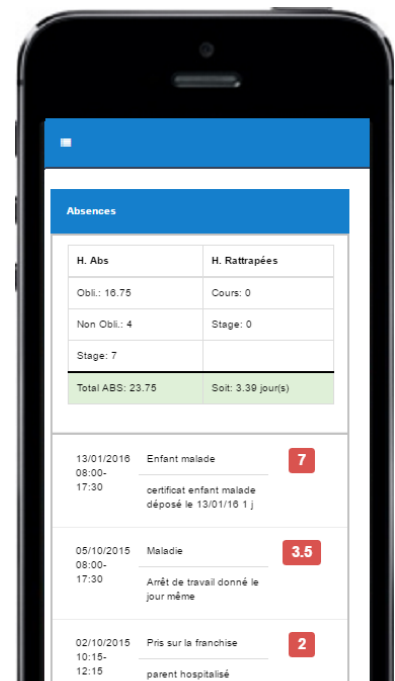 Absences
H. Abs H. Rattrapées
Obli.: 16.75 Cours: 0
Non Obli.: 4 Stage: 0
Stage: 7
Total ABS: 23.75 Soit: 3.39 jour(s)
13/01/2016 Enfant malade 7
08:00-
17:30 certificat enfant malade
déposé le 13/01/16 1 j
05/10/2015 Maladie 3.5
08:00-
17:30 Arrêt de travail donné le
jour même
02/10/2015 Pris sur la franchise 2
10:15-
12:15 parent hospitalisé